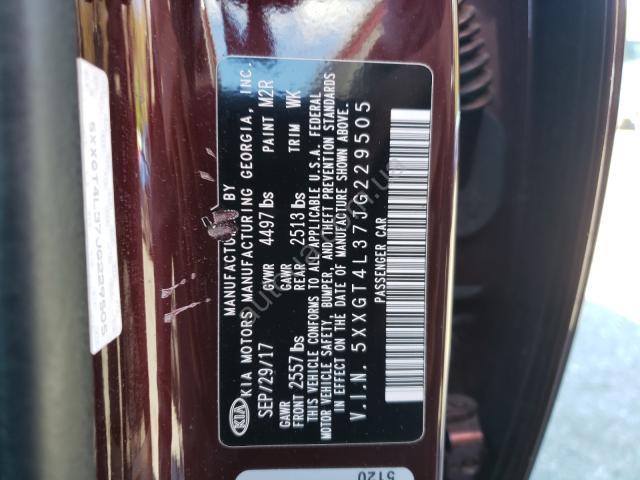 MANUFACTURED BY
KIA MOTORS MANUFACTURING GEORGIA, INC.
SEP/29/17 GVWR 4497 lbs PAINT M2R
GAWR FRONT 2557 lbs GAWR REAR 2513 lbs TRIM WK
THIS VEHICLE CONFORMS TO ALL APPLICABLE U.S.A. FEDERAL
MOTOR VEHICLE SAFETY, BUMPER, AND THEFT PREVENTION STANDARDS
IN EFFECT ON THE DATE OF MANUFACTURE SHOWN ABOVE.
V.I.N. 5XXGT4L37JG229505
PASSENGER CAR
5XXGT4L37JG229505
5120